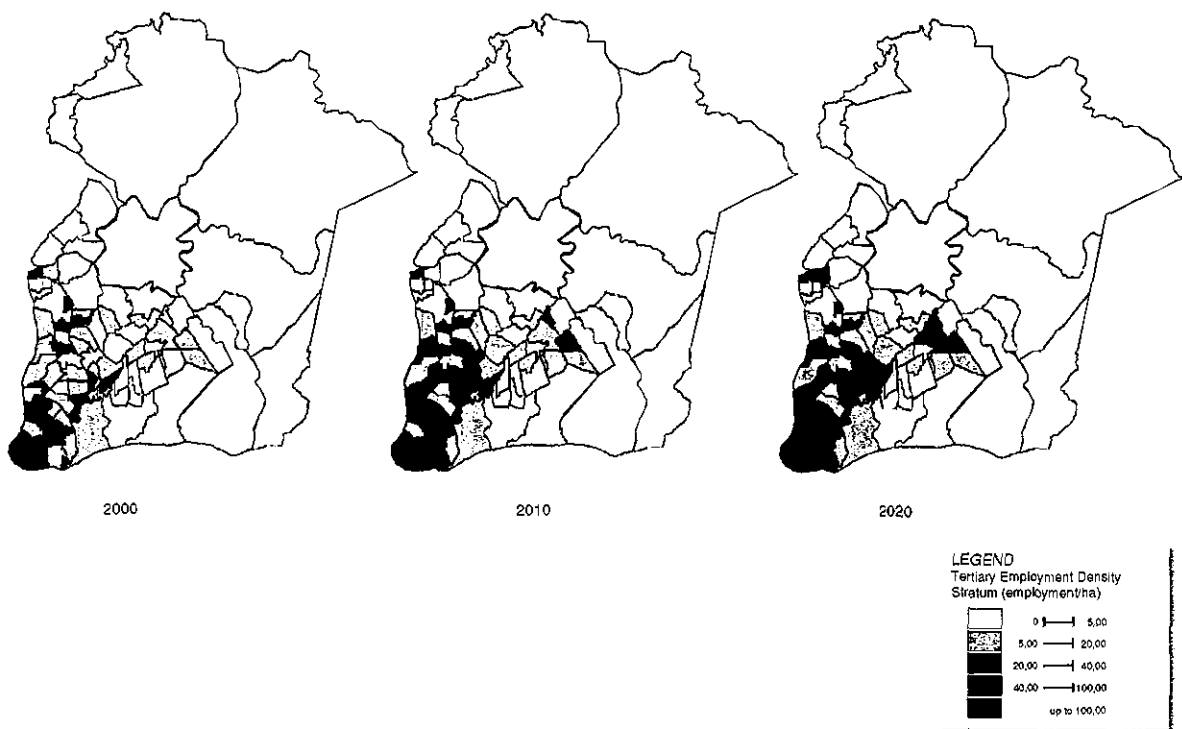 2000
2010
2020
LEGEND
Tertiary Employment Density
Stratum (employment/ha)
0 5,00
5,00 20,00
20,00 40,00
40,00 100,00
up to 100,00